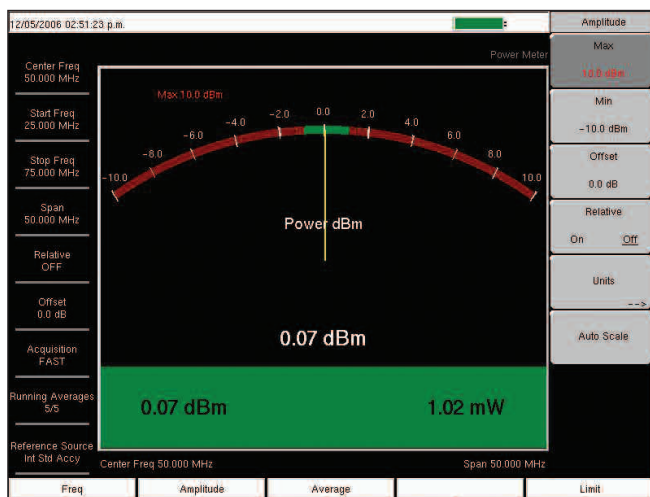 12/05/2006 02:51:23 p.m.
Amplitude
Power Meter
Center Freq
50.000 MHz
Start Freq
25.000 MHz
Stop Freq
75.000 MHz
Span
50.000 MHz
Relative
OFF
Offset
0.0 dB
Acquisition
FAST
Running Averages
5/5
Reference Source
Int Std Accy
Max 10.0 dBm
-10.0 -8.0 -6.0 -4.0 -2.0 0.0 2.0 4.0 6.0 8.0 10.0
Power dBm
0.07 dBm
0.07 dBm 1.02 mW
Center Freq 50.000 MHz Span 50.000 MHz
Max
10.0 dBm
Min
-10.0 dBm
Offset
0.0 dB
Relative
On Off
Units
-->
Auto Scale
Freq Amplitude Average Limit